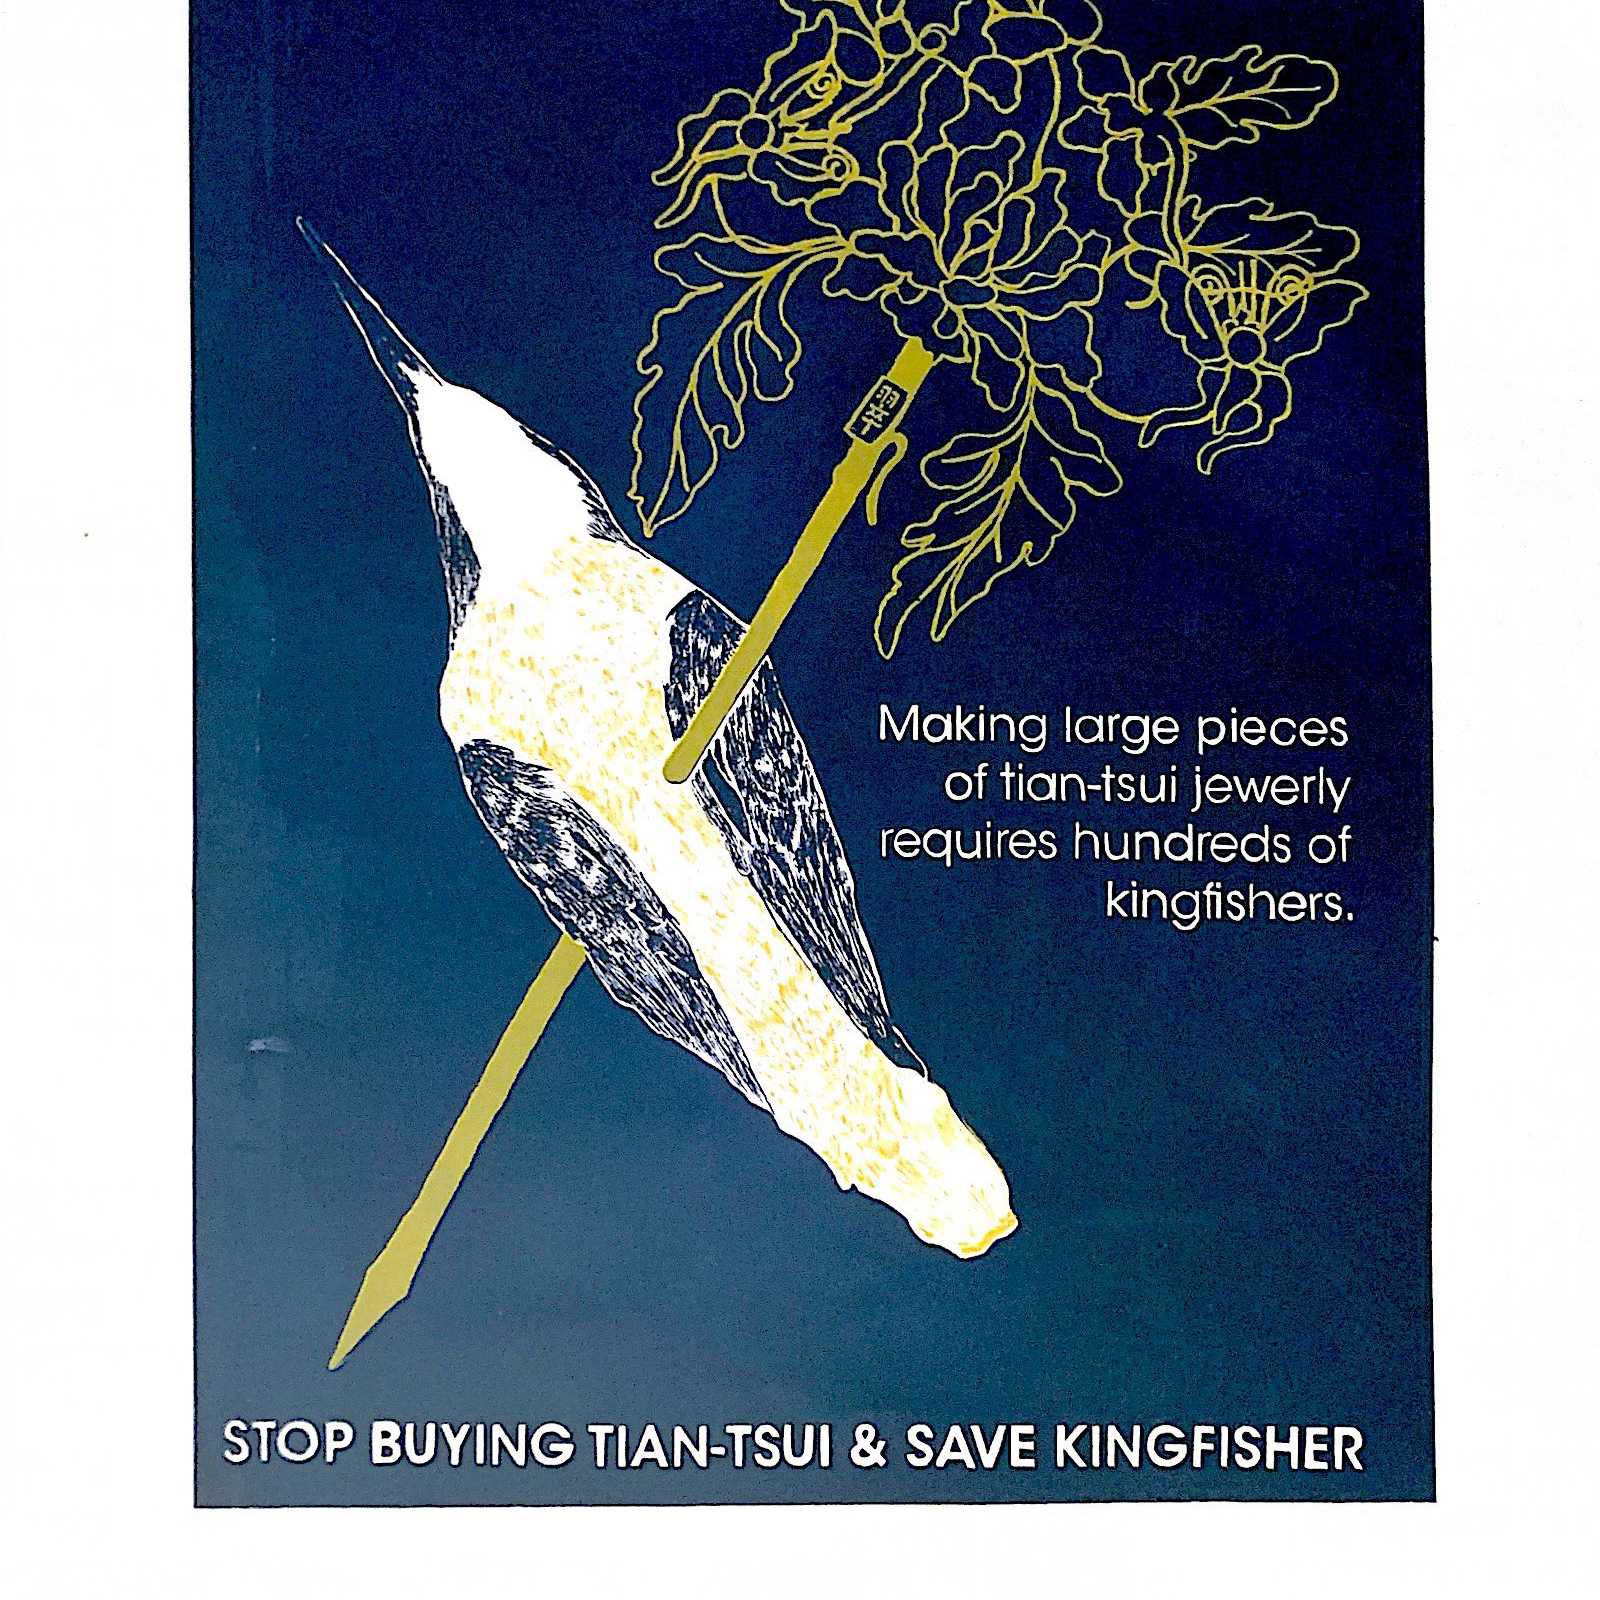 Making large pieces
of tian-tsui jewerly
requires hundreds of
kingfishers.
STOP BUYING TIAN-TSUI & SAVE KINGFISHER